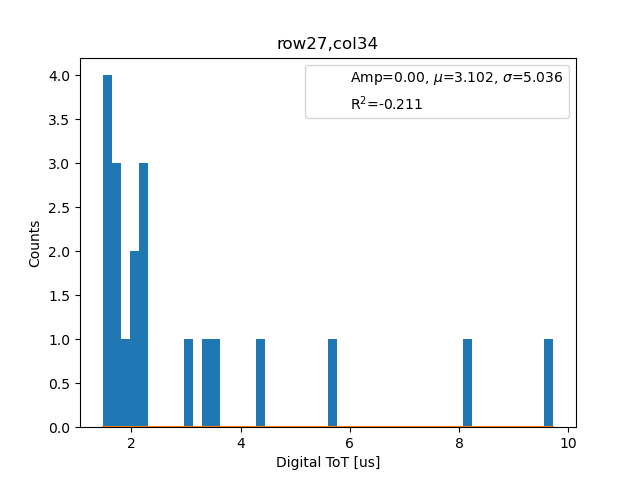 row27,col34
Amp=0.00, μ=3.102, σ=5.036
R²=-0.211
4.0
3.5
3.0
2.5
2.0
1.5
1.0
0.5
0.0
Counts
2 4 6 8 10
Digital ToT [us]